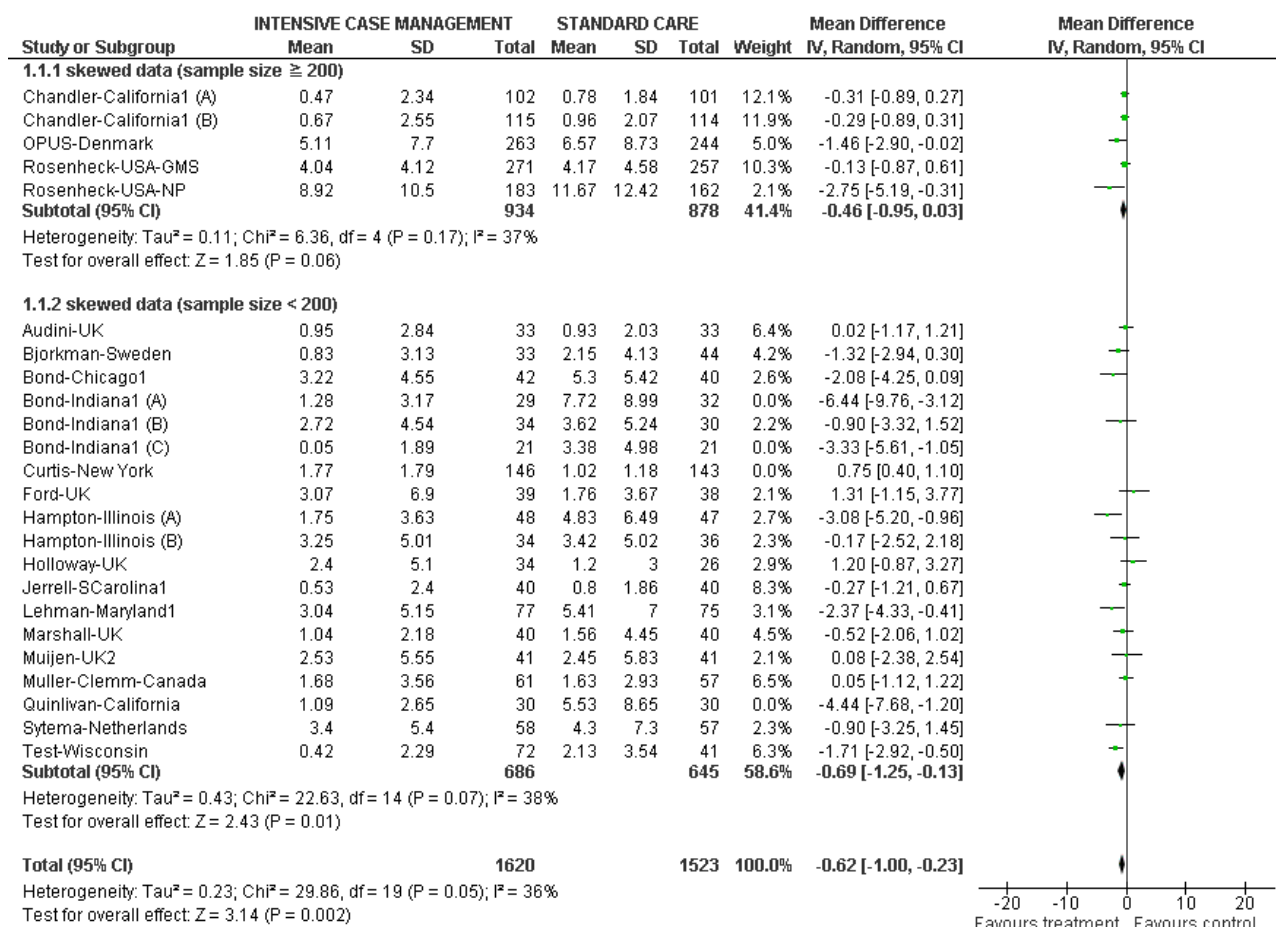 INTENSIVE CASE MANAGEMENT STANDARD CARE Mean Difference Mean Difference
Study or Subgroup Mean SD Total Mean SD Total Weight IV, Random, 95% CI IV, Random, 95% CI
1.1.1 skewed data (sample size ≧ 200)
Chandler-California1 (A) 0.47 2.34 102 0.78 1.84 101 12.1% -0.31 [-0.89, 0.27]
Chandler-California1 (B) 0.67 2.55 115 0.96 2.07 114 11.9% -0.29 [-0.89, 0.31]
OPUS-Denmark 5.11 7.7 263 6.57 8.73 244 5.0% -1.46 [-2.90, -0.02]
Rosenheck-USA-GMS 4.04 4.12 271 4.17 4.58 257 10.3% -0.13 [-0.87, 0.61]
Rosenheck-USA-NP 8.92 10.5 183 11.67 12.42 162 2.1% -2.75 [-5.19, -0.31]
Subtotal (95% CI) 934 878 41.4% -0.46 [-0.95, 0.03]
Heterogeneity: Tau² = 0.11; Chi² = 6.36, df = 4 (P = 0.17); I² = 37%
Test for overall effect: Z = 1.85 (P = 0.06)
1.1.2 skewed data (sample size < 200)
Audini-UK 0.95 2.84 33 0.93 2.03 33 6.4% 0.02 [-1.17, 1.21]
Bjorkman-Sweden 0.83 3.13 33 2.15 4.13 44 4.2% -1.32 [-2.94, 0.30]
Bond-Chicago1 3.22 4.55 42 5.3 5.42 40 2.6% -2.08 [-4.25, 0.09]
Bond-Indiana1 (A) 1.28 3.17 29 7.72 8.99 32 0.0% -6.44 [-9.76, -3.12]
Bond-Indiana1 (B) 2.72 4.54 34 3.62 5.24 30 2.2% -0.90 [-3.32, 1.52]
Bond-Indiana1 (C) 0.05 1.89 21 3.38 4.98 21 0.0% -3.33 [-5.61, -1.05]
Curtis-New York 1.77 1.79 146 1.02 1.18 143 0.0% 0.75 [0.40, 1.10]
Ford-UK 3.07 6.9 39 1.76 3.67 38 2.1% 1.31 [-1.15, 3.77]
Hampton-Illinois (A) 1.75 3.63 48 4.83 6.49 47 2.7% -3.08 [-5.20, -0.96]
Hampton-Illinois (B) 3.25 5.01 34 3.42 5.02 36 2.3% -0.17 [-2.52, 2.18]
Holloway-UK 2.4 5.1 34 1.2 3 26 2.9% 1.20 [-0.87, 3.27]
Jerrell-SCarolina1 0.53 2.4 40 0.8 1.86 40 9.0% -0.27 [-1.21, 0.67]
Lehman-Maryland1 3.04 5.15 77 5.41 7 75 3.1% -2.37 [-4.33, -0.41]
Marshall-UK 1.04 2.18 40 1.56 4.45 40 4.5% -0.52 [-2.06, 1.02]
Muijen-UK2 2.53 5.55 41 2.45 5.83 41 2.1% 0.08 [-2.38, 2.54]
Muller-Clemm-Canada 1.68 3.56 61 1.63 2.93 57 6.5% 0.05 [-1.12, 1.22]
Quinlivan-California 1.09 2.65 30 5.53 8.65 30 0.0% -4.44 [-7.68, -1.20]
Sytema-Netherlands 3.4 5.4 58 4.3 7.3 57 2.3% -0.90 [-3.25, 1.45]
Test-Wisconsin 0.42 2.29 72 2.13 3.54 41 6.3% -1.71 [-2.92, -0.50]
Subtotal (95% CI) 686 645 58.6% -0.69 [-1.25, -0.13]
Heterogeneity: Tau² = 0.43; Chi² = 22.63, df = 14 (P = 0.07); I² = 38%
Test for overall effect: Z = 2.43 (P = 0.01)
Total (95% CI) 1620 1523 100.0% -0.62 [-1.00, -0.23]
Heterogeneity: Tau² = 0.23; Chi² = 29.86, df = 19 (P = 0.05); I² = 36%
Test for overall effect: Z = 3.14 (P = 0.002)
-20 -10 0 10 20
Favours treatment Favours control